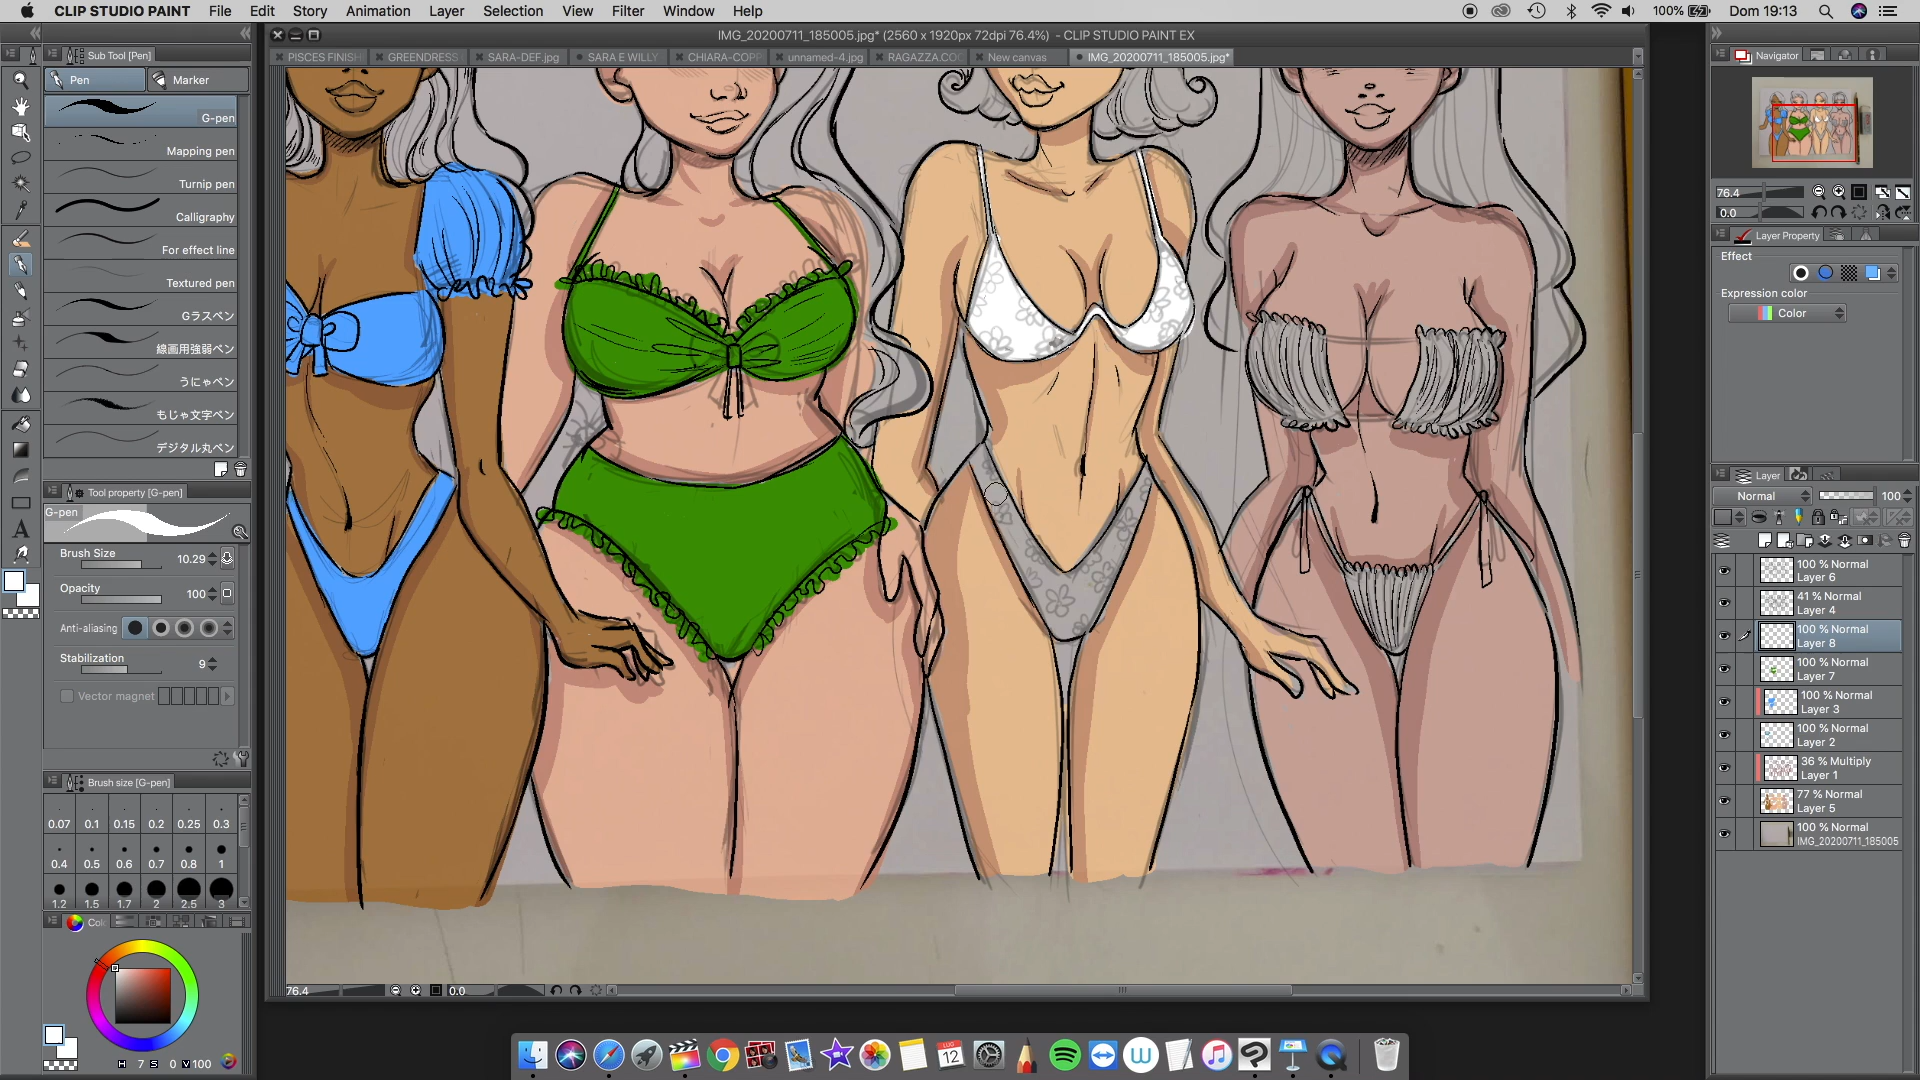 CLIP STUDIO PAINT File Edit Story Animation Layer Selection View Filter Window Help 100% Dom 19:13
IMG_20200711_185005.jpg* (2560 x 1920px 72dpi 76.4%) - CLIP STUDIO PAINT EX
PISCES FINISH GREENDRESS SARA-DEF.jpg SARA E WILLY CHIARA-COPP unnamed-4.jpg RAGAZZA.COO New canvas IMG_20200711_185005.jpg*
Sub Tool [Pen]
Pen Marker
G-pen
Mapping pen
Turnip pen
Calligraphy
For effect line
Textured pen
Gラスペン
線画用強弱ペン
うにゃペン
もじゃ文字ペン
デジタル丸ペン
Tool property [G-pen]
G-pen
Brush Size 10.29
Opacity 100
Anti-aliasing
Stabilization 9
Vector magnet
Brush size [G-pen]
0.07 0.1 0.15 0.2 0.25 0.3
0.4 0.5 0.6 0.7 0.8 1
1.2 1.5 1.7 2 2.5 3
Col
H 7 S 0 V 100
76.4 0.0
Navigator
76.4
0.0
Layer Property
Effect
Expression color
Color
Layer
Normal 100
100 % Normal
Layer 6
41 % Normal
Layer 4
100 % Normal
Layer 8
100 % Normal
Layer 7
100 % Normal
Layer 3
100 % Normal
Layer 2
36 % Multiply
Layer 1
77 % Normal
Layer 5
100 % Normal
IMG_20200711_185005
LUG
12